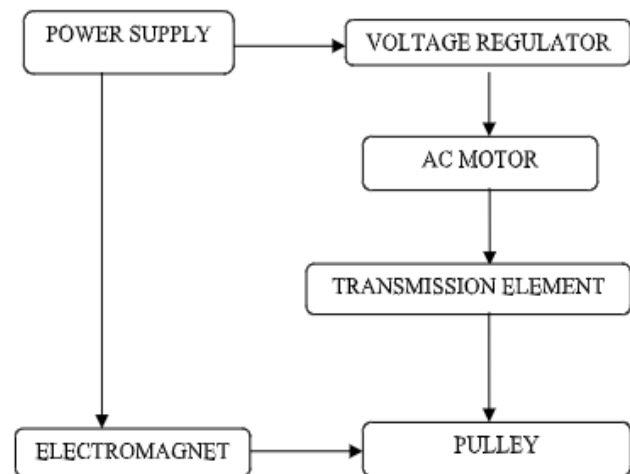 POWER SUPPLY
VOLTAGE REGULATOR
AC MOTOR
TRANSMISSION ELEMENT
ELECTROMAGNET
PULLEY